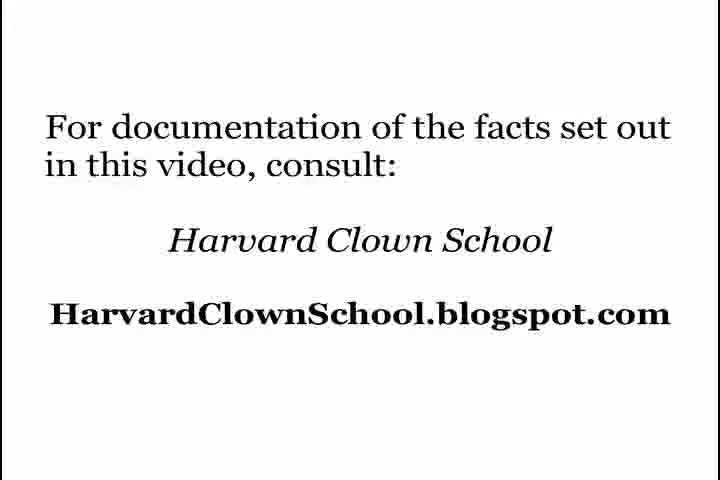 For documentation of the facts set out
in this video, consult:
Harvard Clown School
HarvardClownSchool.blogspot.com